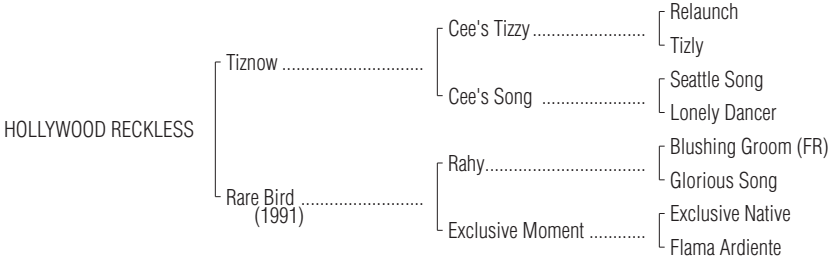 Relaunch
Cee's Tizzy ............................
Tizly
Tiznow ...................................
Seattle Song
Cee's Song ..........................
Lonely Dancer
HOLLYWOOD RECKLESS
Blushing Groom (FR)
Rahy........................................
Glorious Song
Rare Bird ..............................
(1991)
Exclusive Native
Exclusive Moment .............
Flama Ardiente